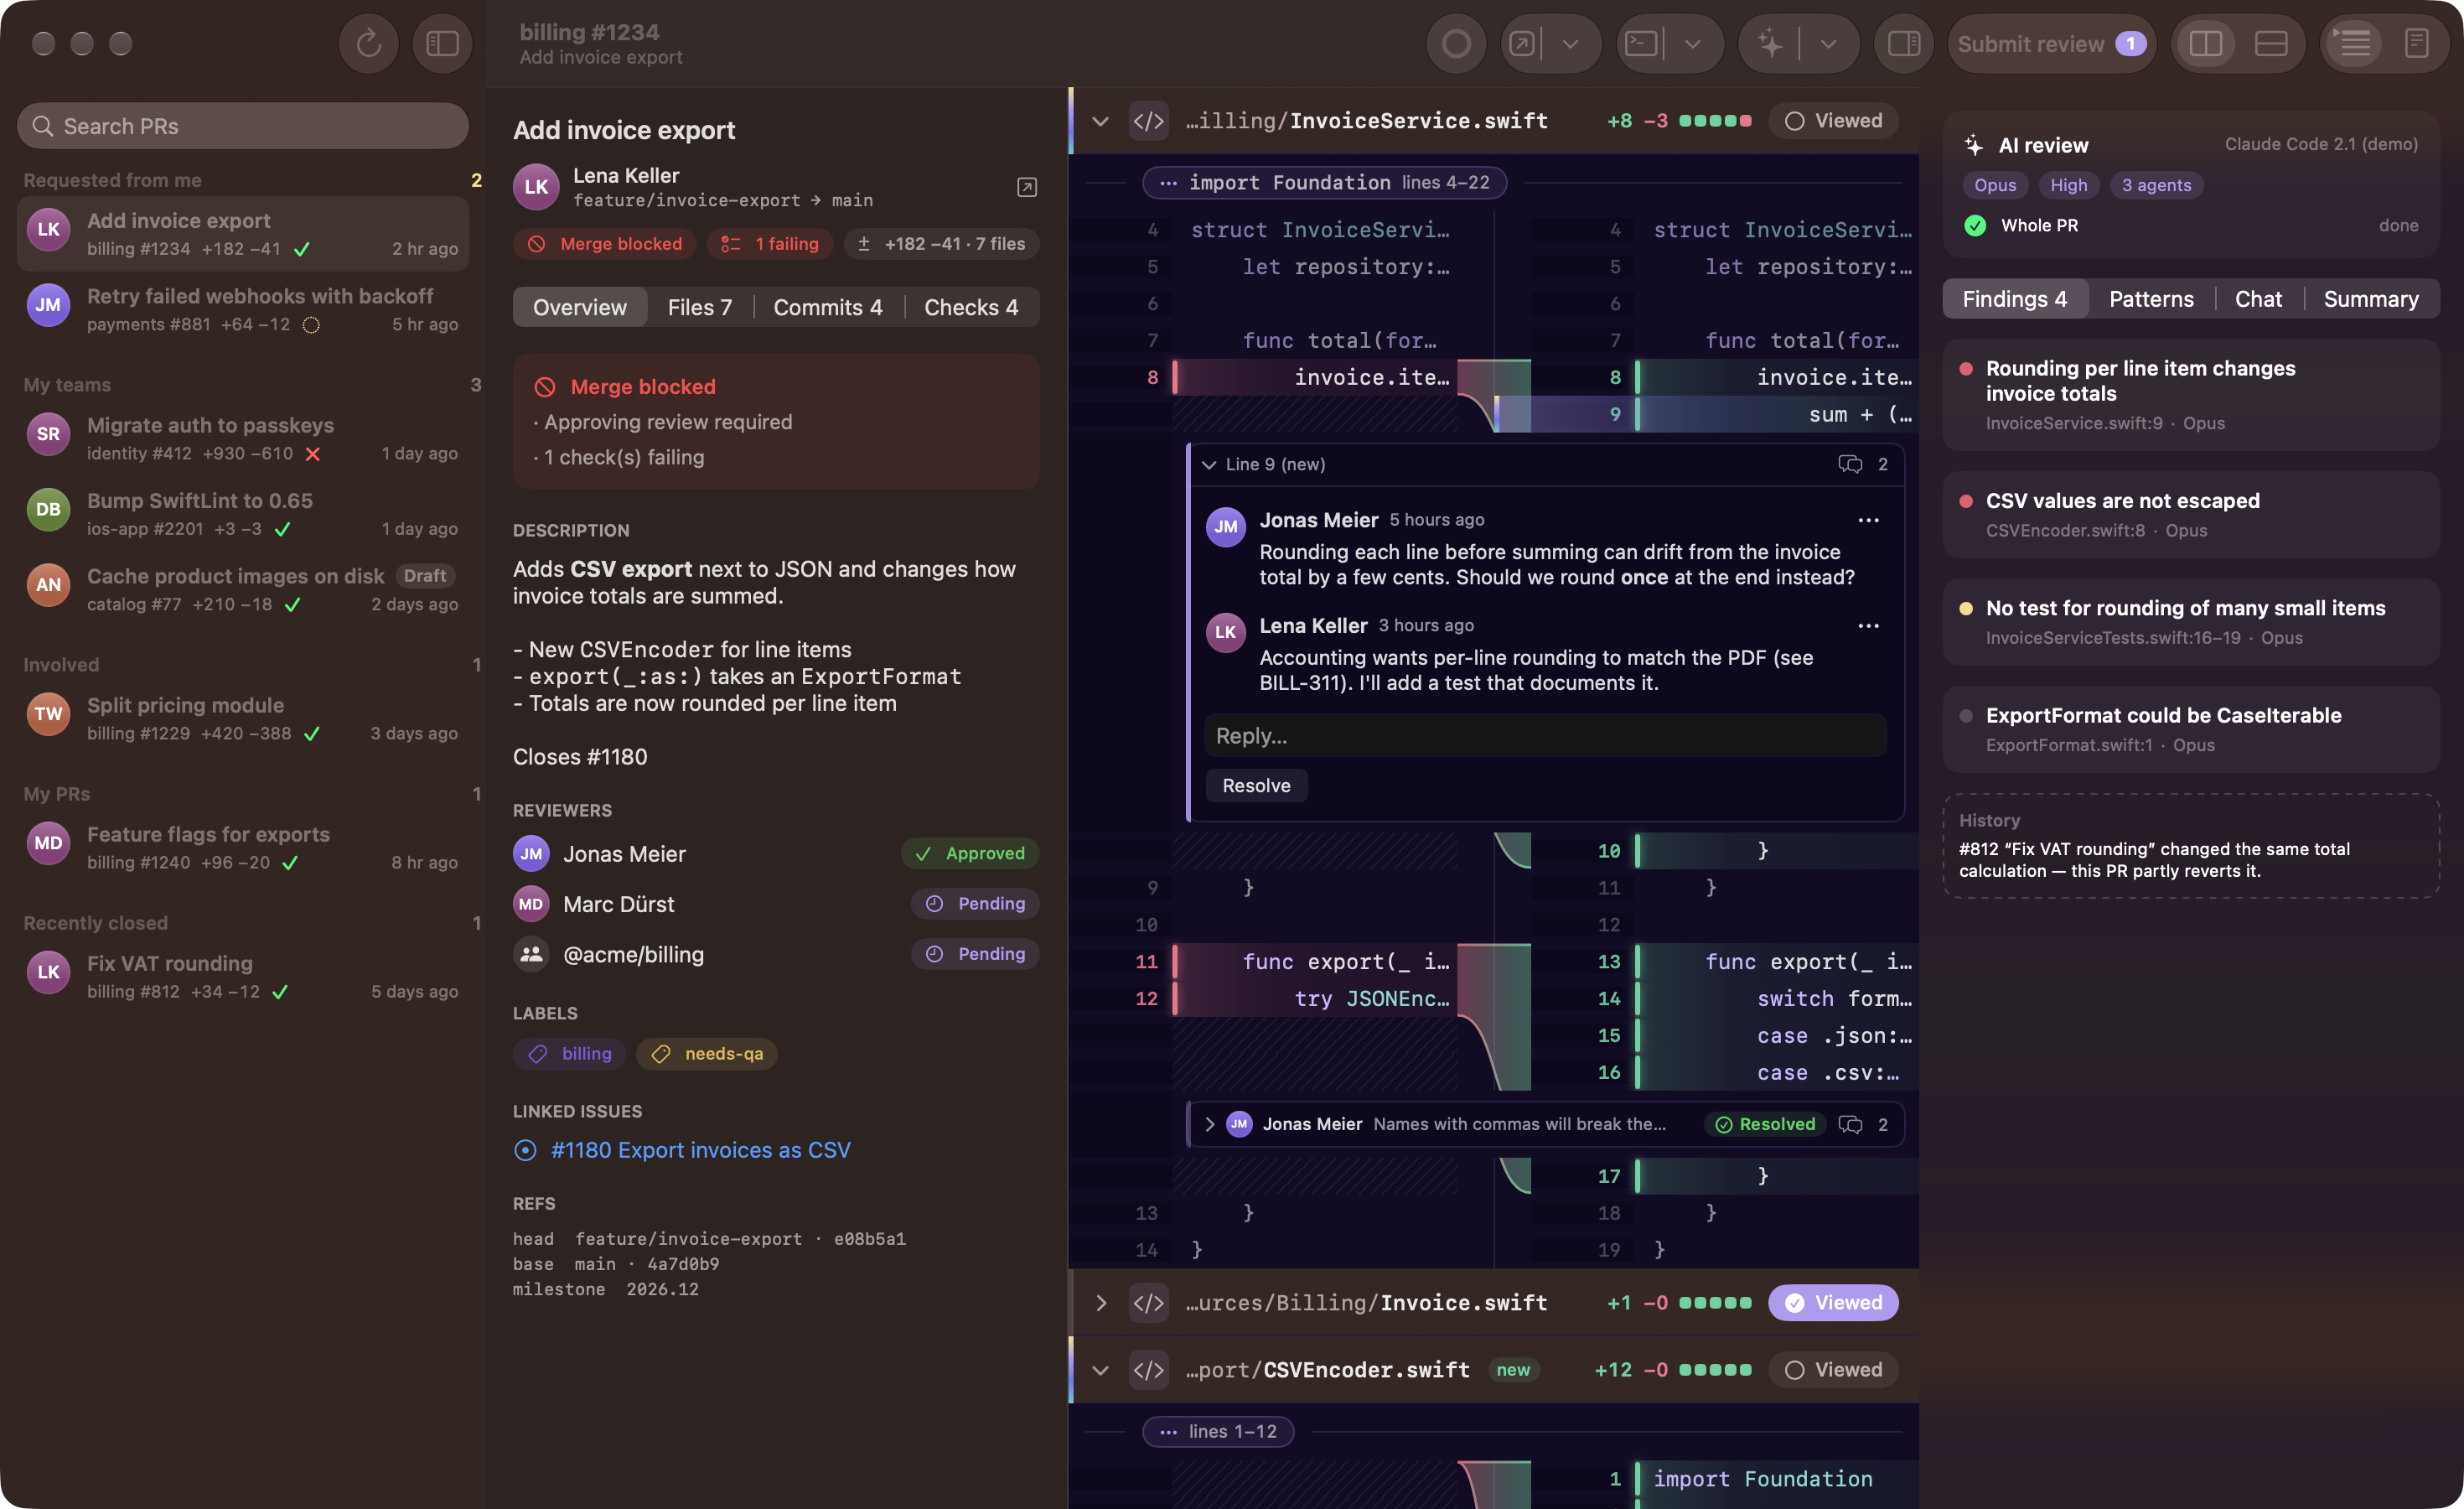 billing #1234
Add invoice export
Submit review 1
Search PRs
Requested from me 2
LK Add invoice export
billing #1234 +182 −41 2 hr ago
JM Retry failed webhooks with backoff
payments #881 +64 −12 5 hr ago
My teams 3
SR Migrate auth to passkeys
identity #412 +930 −610 1 day ago
DB Bump SwiftLint to 0.65
ios-app #2201 +3 −3 1 day ago
AN Cache product images on disk Draft
catalog #77 +210 −18 2 days ago
Involved 1
TW Split pricing module
billing #1229 +420 −388 3 days ago
My PRs 1
MD Feature flags for exports
billing #1240 +96 −20 8 hr ago
Recently closed 1
LK Fix VAT rounding
billing #812 +34 −12 5 days ago
Add invoice export
LK Lena Keller
feature/invoice-export → main
Merge blocked 1 failing ± +182 −41 · 7 files
Overview Files 7 Commits 4 Checks 4
Merge blocked
· Approving review required
· 1 check(s) failing
DESCRIPTION
Adds CSV export next to JSON and changes how
invoice totals are summed.
- New CSVEncoder for line items
- export(_:as:) takes an ExportFormat
- Totals are now rounded per line item
Closes #1180
REVIEWERS
JM Jonas Meier Approved
MD Marc Dürst Pending
@acme/billing Pending
LABELS
billing needs-qa
LINKED ISSUES
#1180 Export invoices as CSV
REFS
head feature/invoice-export · e08b5a1
base main · 4a7d0b9
milestone 2026.12
</> …illing/InvoiceService.swift +8 −3 Viewed
··· import Foundation lines 4–22
4 struct InvoiceServi… 4 struct InvoiceServi…
5 let repository:… 5 let repository:…
6 6
7 func total(for… 7 func total(for…
8 invoice.ite… 8 invoice.ite…
9 sum + (…
Line 9 (new) 2
JM Jonas Meier 5 hours ago ···
Rounding each line before summing can drift from the invoice
total by a few cents. Should we round once at the end instead?
LK Lena Keller 3 hours ago ···
Accounting wants per-line rounding to match the PDF (see
BILL-311). I'll add a test that documents it.
Reply...
Resolve
10 }
9 } 11 }
10 12
11 func export(_ i… 13 func export(_ i…
12 try JSONEnc… 14 switch form…
15 case .json:…
16 case .csv:…
JM Jonas Meier Names with commas will break the... Resolved 2
17 }
13 } 18 }
14 } 19 }
</> …urces/Billing/Invoice.swift +1 −0 Viewed
</> …port/CSVEncoder.swift new +12 −0 Viewed
··· lines 1–12
1 import Foundation
AI review Claude Code 2.1 (demo)
Opus High 3 agents
Whole PR done
Findings 4 Patterns Chat Summary
Rounding per line item changes
invoice totals
InvoiceService.swift:9 · Opus
CSV values are not escaped
CSVEncoder.swift:8 · Opus
No test for rounding of many small items
InvoiceServiceTests.swift:16–19 · Opus
ExportFormat could be CaseIterable
ExportFormat.swift:1 · Opus
History
#812 “Fix VAT rounding” changed the same total
calculation — this PR partly reverts it.